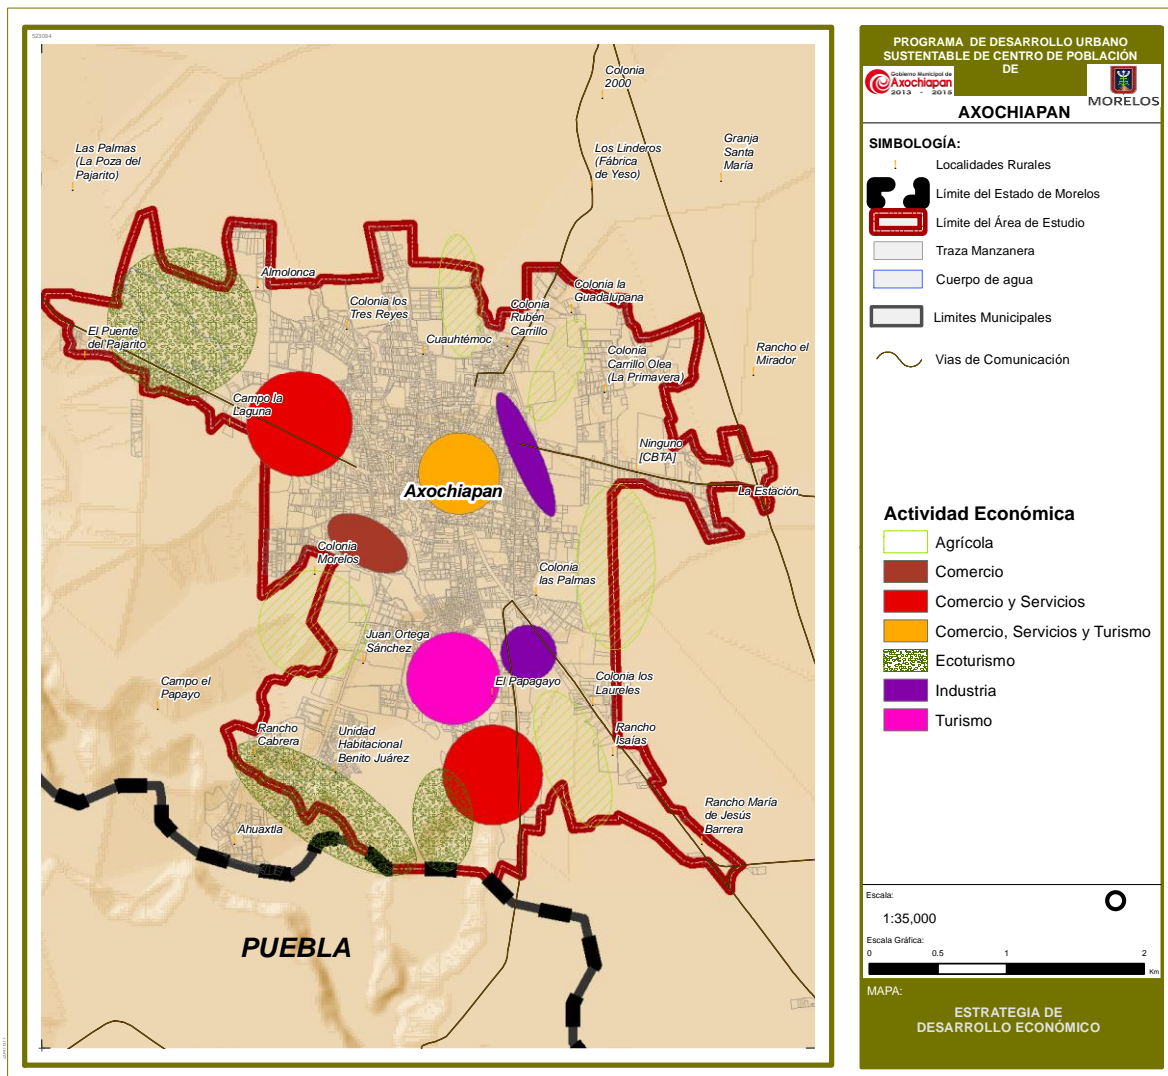 523084
Colonia
2000
Las Palmas
(La Poza del
Pajarito)
Los Linderos
(Fábrica
de Yeso)
Granja
Santa
María
Almolonca
Colonia la
Guadalupana
Colonia los
Tres Reyes
Colonia
Rubén
Carrillo
El Puente
del Pajarito
Cuauhtémoc
Colonia
Carrillo Olea
(La Primavera)
Rancho el
Mirador
Campo la
Laguna
Ninguno
[CBTA]
Axochiapan
La Estación
Colonia
Morelos
Colonia
las Palmas
Juan Ortega
Sánchez
Campo el
Papayo
El Papagayo
Colonia los
Laureles
Rancho
Cabrera
Unidad
Habitacional
Benito Juárez
Rancho
Isaías
Rancho María
de Jesús
Barrera
Ahuaxtla
PUEBLA
PROGRAMA DE DESARROLLO URBANO
SUSTENTABLE DE CENTRO DE POBLACIÓN
DE
Gobierno Municipal de
Axochiapan
2013 - 2015
MORELOS
AXOCHIAPAN
SIMBOLOGÍA:
Localidades Rurales
Límite del Estado de Morelos
Límite del Área de Estudio
Traza Manzanera
Cuerpo de agua
Limites Municipales
Vias de Comunicación
Actividad Económica
Agrícola
Comercio
Comercio y Servicios
Comercio, Servicios y Turismo
Ecoturismo
Industria
Turismo
Escala:
1:35,000
Escala Gráfica:
0 0.5 1 2
Km
MAPA:
ESTRATEGIA DE
DESARROLLO ECONÓMICO